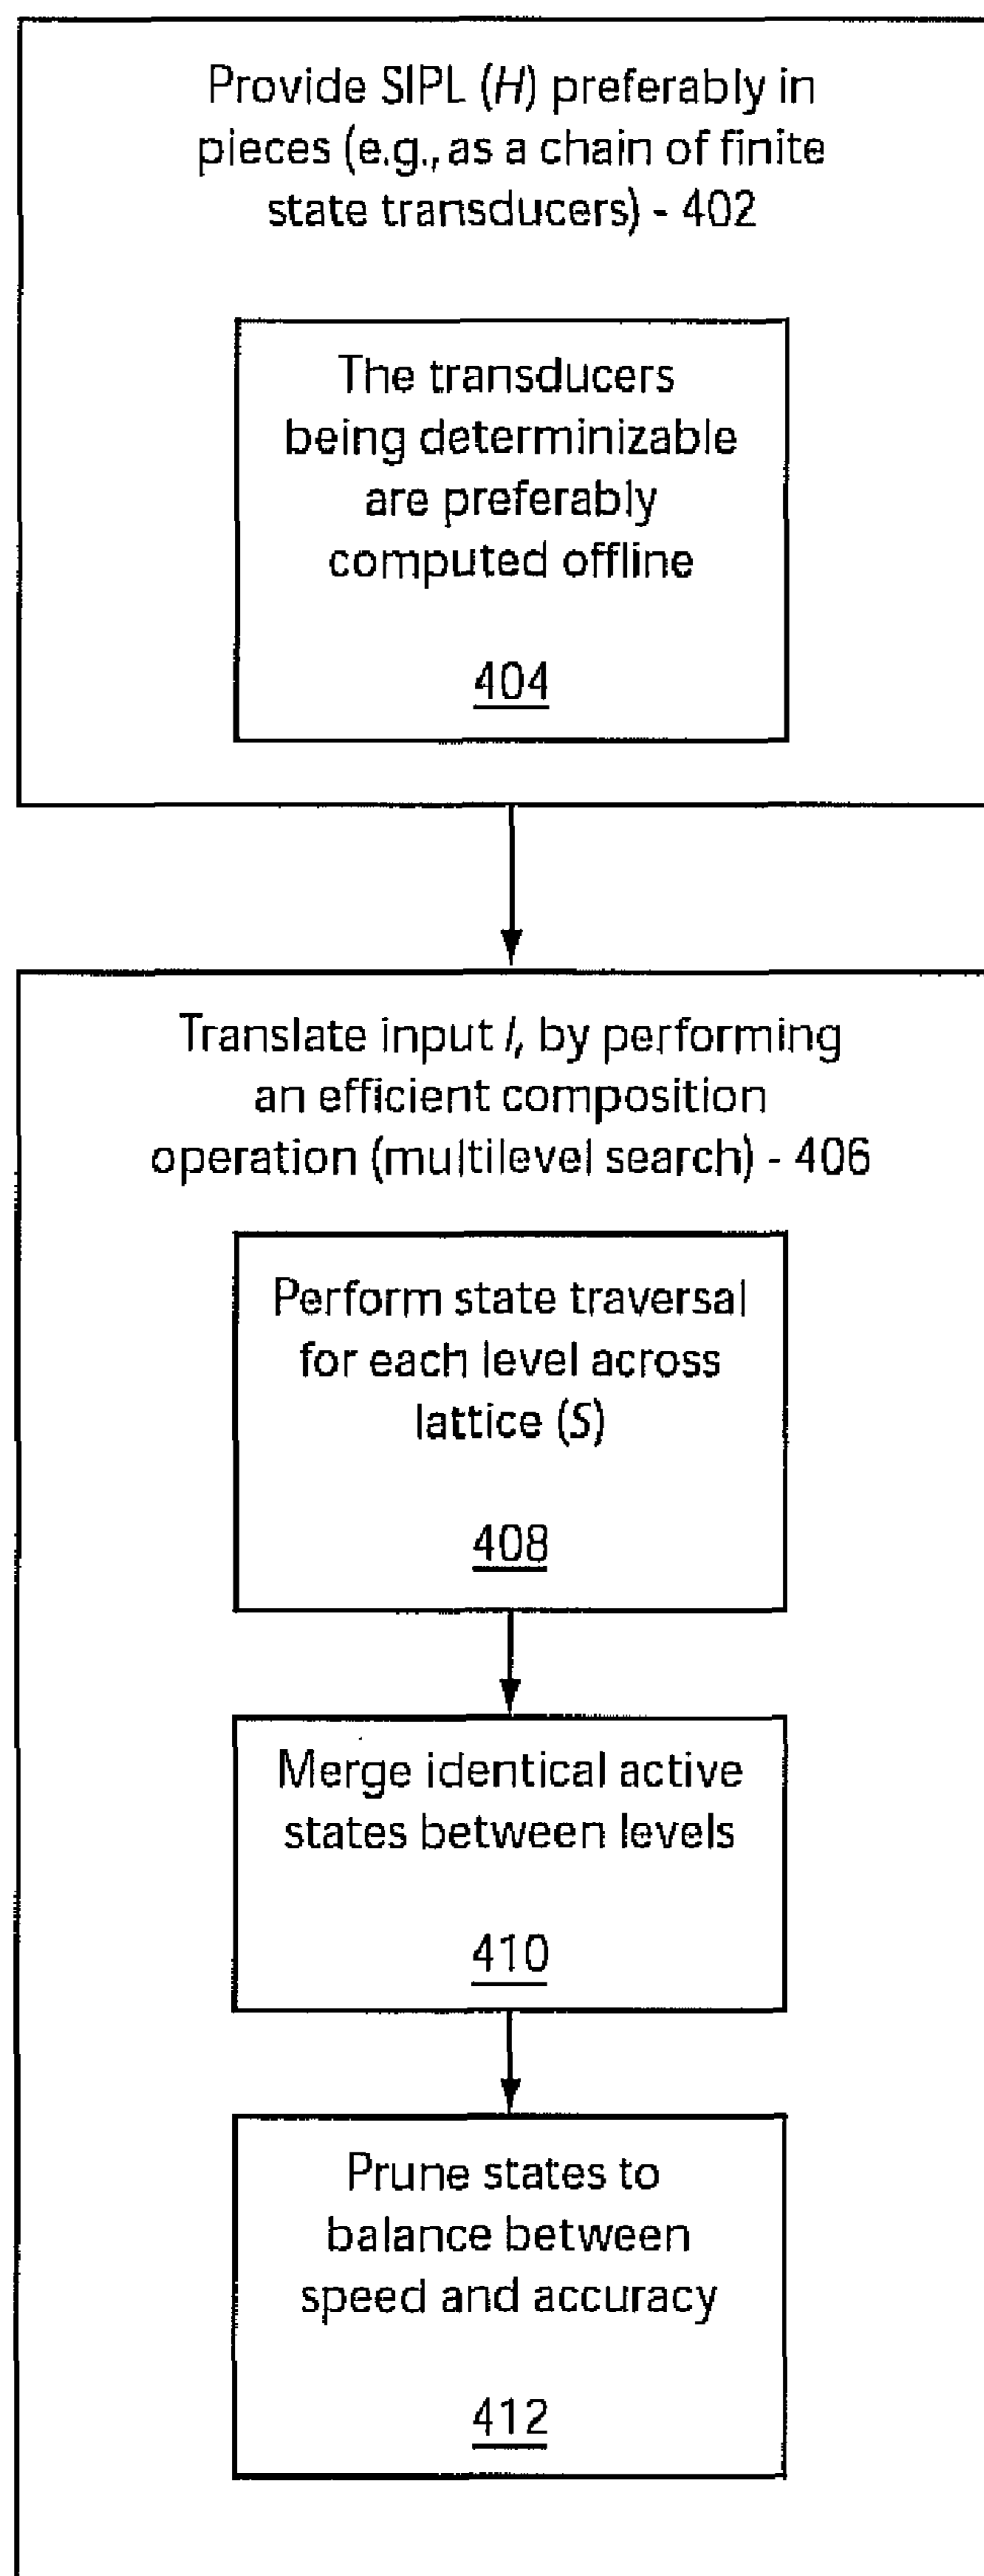 Provide SIPL (H) preferably in
pieces (e.g., as a chain of finite
state transducers) - 402
The transducers
being determinizable
are preferably
computed offline
404
Translate input I, by performing
an efficient composition
operation (multilevel search) - 406
Perform state traversal
for each level across
lattice (S)
408
Merge identical active
states between levels
410
Prune states to
balance between
speed and accuracy
412